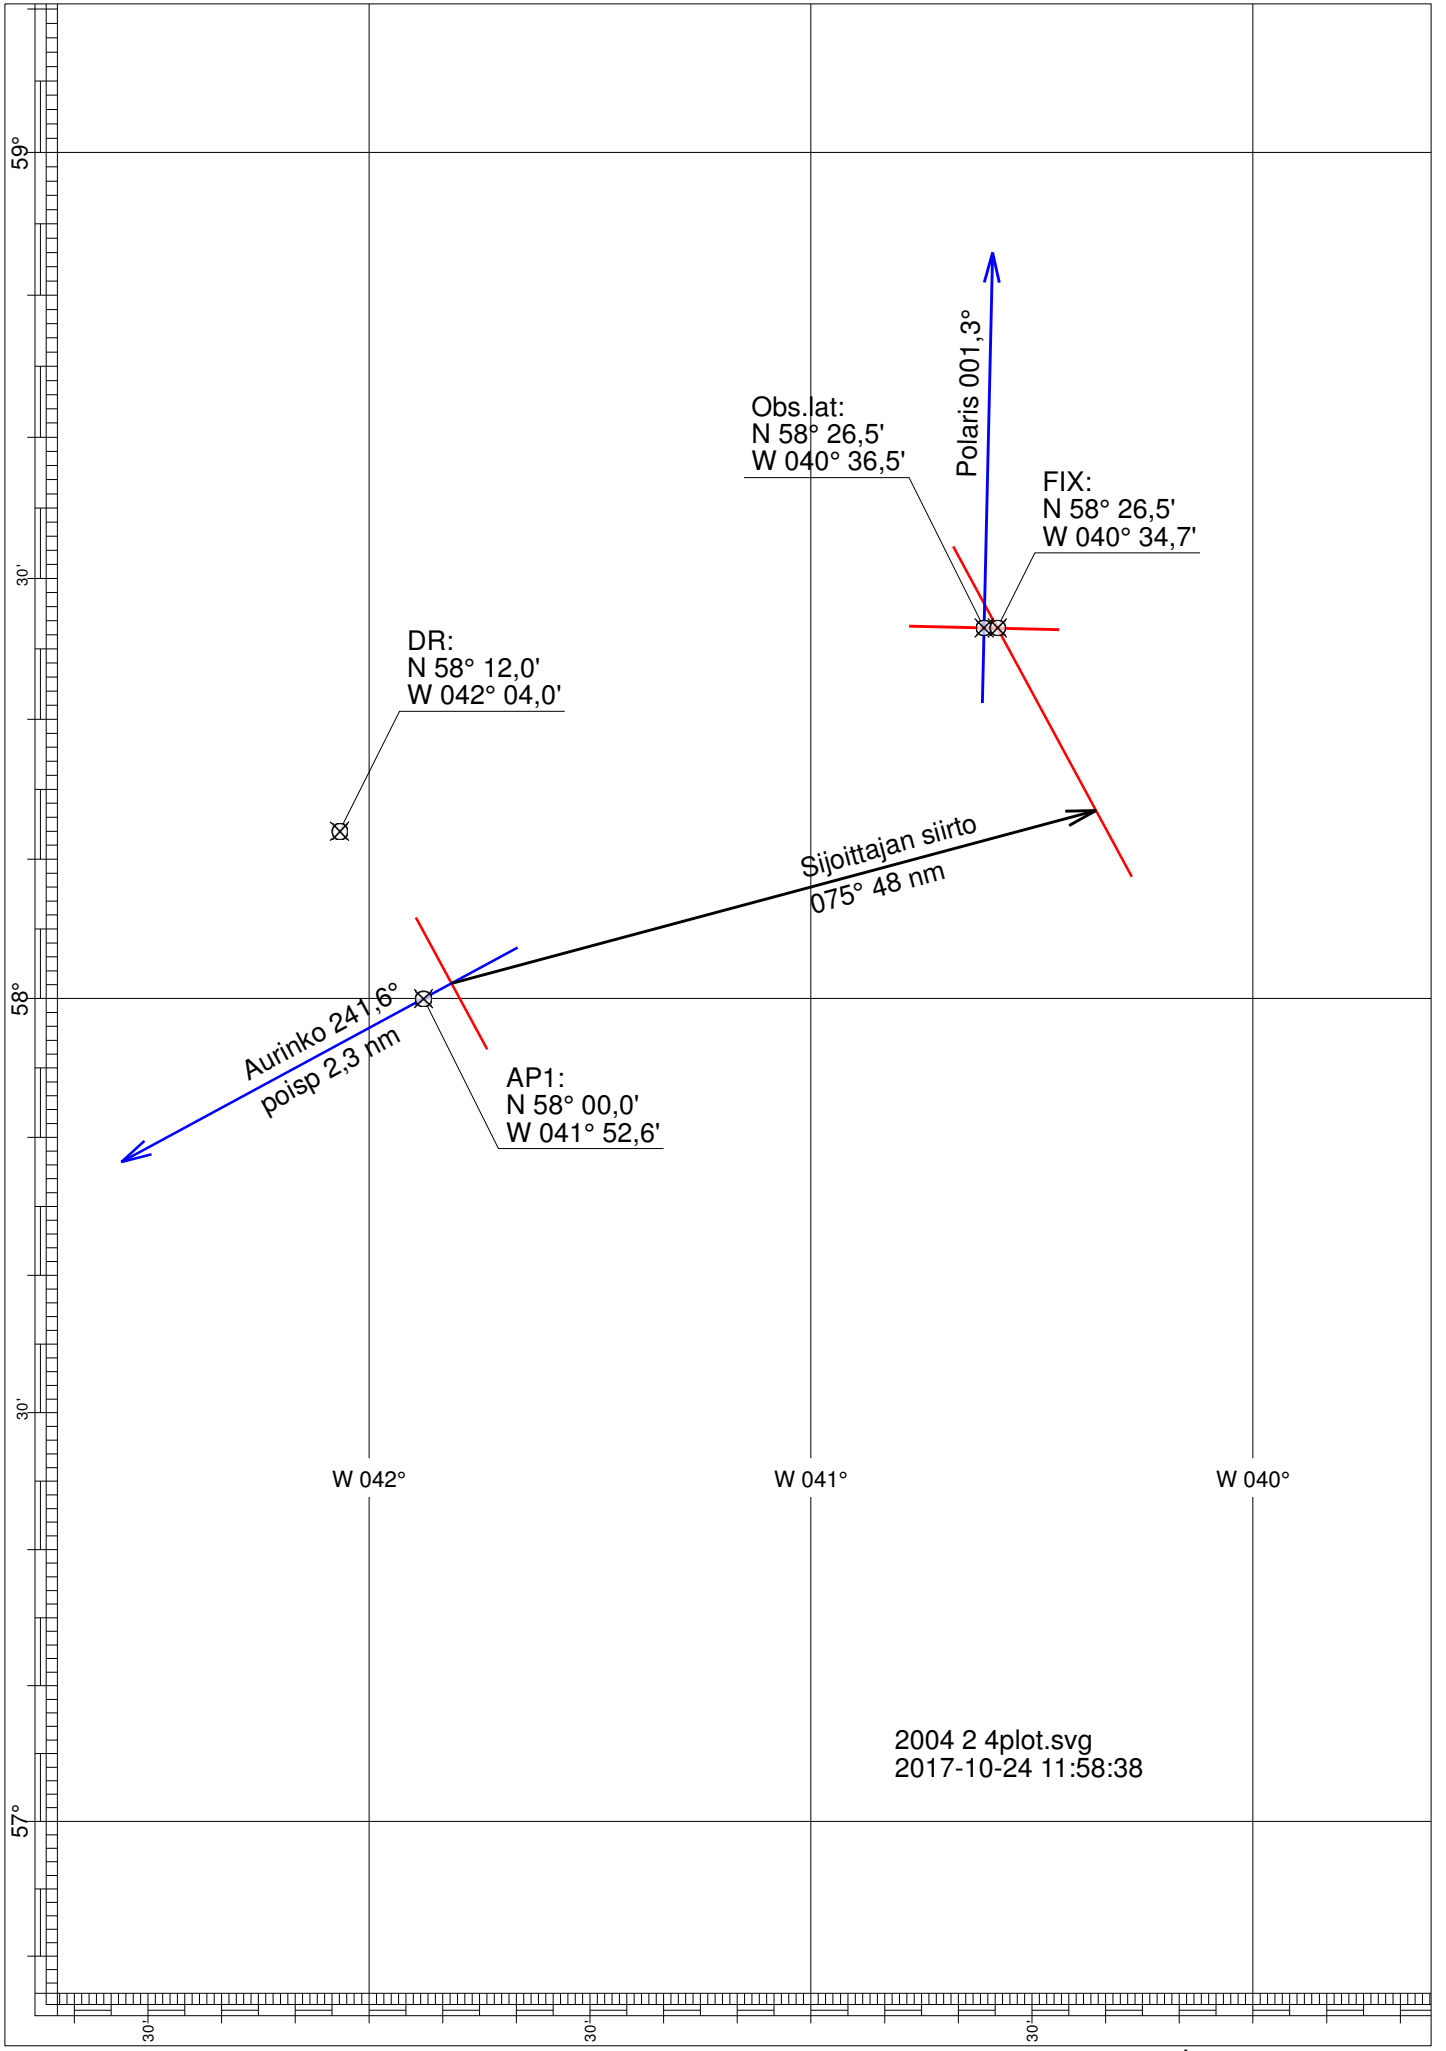 59°
Polaris 001,3°
Obs.lat:
N 58° 26,5'
W 040° 36,5'
FIX:
N 58° 26,5'
W 040° 34,7'
30'
DR:
N 58° 12,0'
W 042° 04,0'
Sijoittajan siirto
075° 48 nm
58°
Aurinko 241,6°
poisp 2,3 nm
AP1:
N 58° 00,0'
W 041° 52,6'
30'
W 042°
W 041°
W 040°
2004 2 4plot.svg
2017-10-24 11:58:38
57°
30'
30'
30'